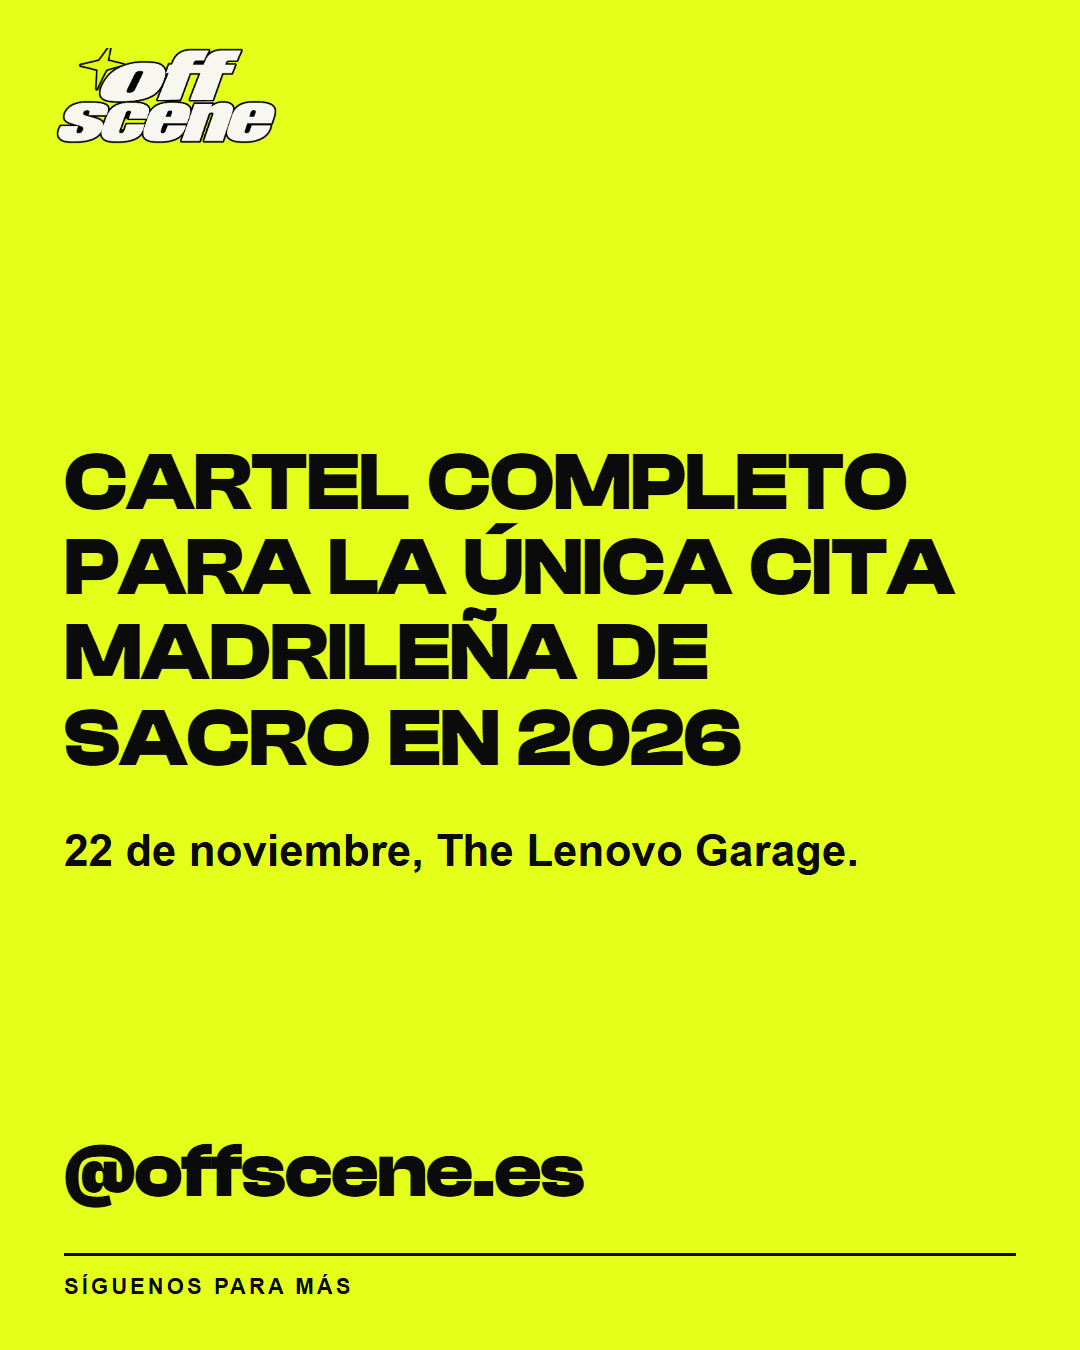 off
scene
CARTEL COMPLETO
PARA LA ÚNICA CITA
MADRILEÑA DE
SACRO EN 2026
22 de noviembre, The Lenovo Garage.
@offscene.es
SÍGUENOS PARA MÁS